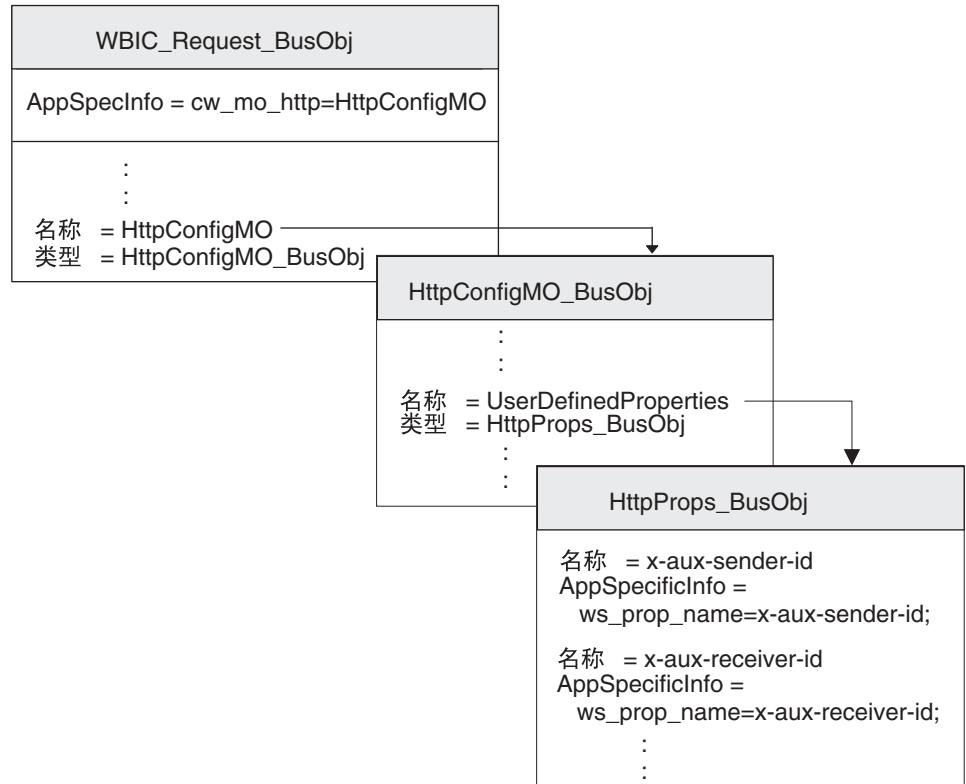 WBIC_Request_BusObj
AppSpecInfo = cw_mo_http=HttpConfigMO
:
:
名称 = HttpConfigMO
类型 = HttpConfigMO_BusObj
HttpConfigMO_BusObj
:
:
名称 = UserDefinedProperties
类型 = HttpProps_BusObj
:
:
HttpProps_BusObj
名称 = x-aux-sender-id
AppSpecificInfo =
ws_prop_name=x-aux-sender-id;
名称 = x-aux-receiver-id
AppSpecificInfo =
ws_prop_name=x-aux-receiver-id;
:
: